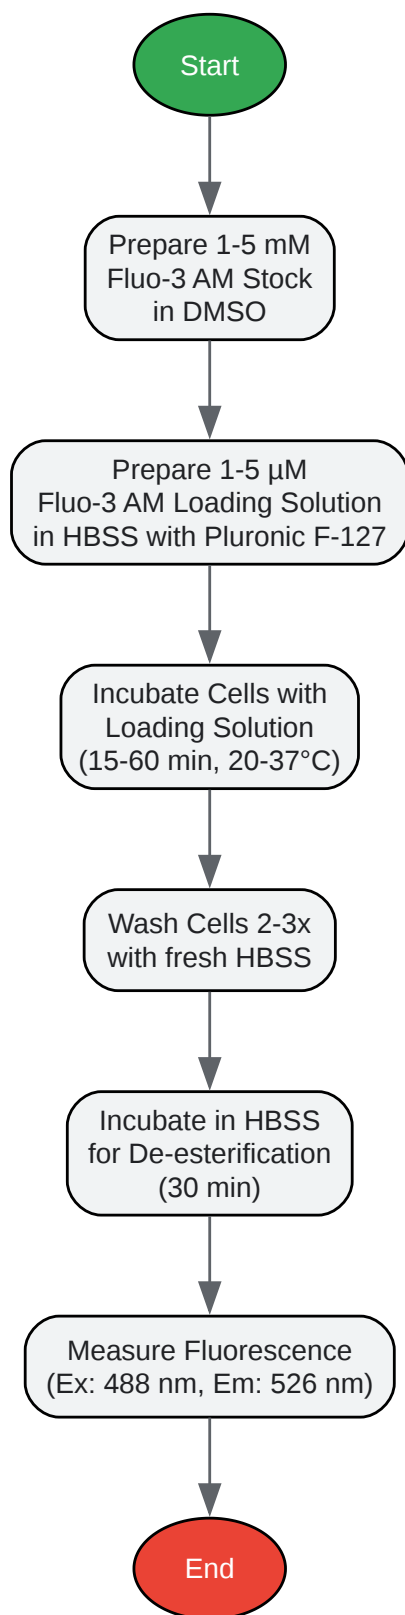 Start
Prepare 1-5 mM
Fluo-3 AM Stock
in DMSO
Prepare 1-5 µM
Fluo-3 AM Loading Solution
in HBSS with Pluronic F-127
Incubate Cells with
Loading Solution
(15-60 min, 20-37°C)
Wash Cells 2-3x
with fresh HBSS
Incubate in HBSS
for De-esterification
(30 min)
Measure Fluorescence
(Ex: 488 nm, Em: 526 nm)
End